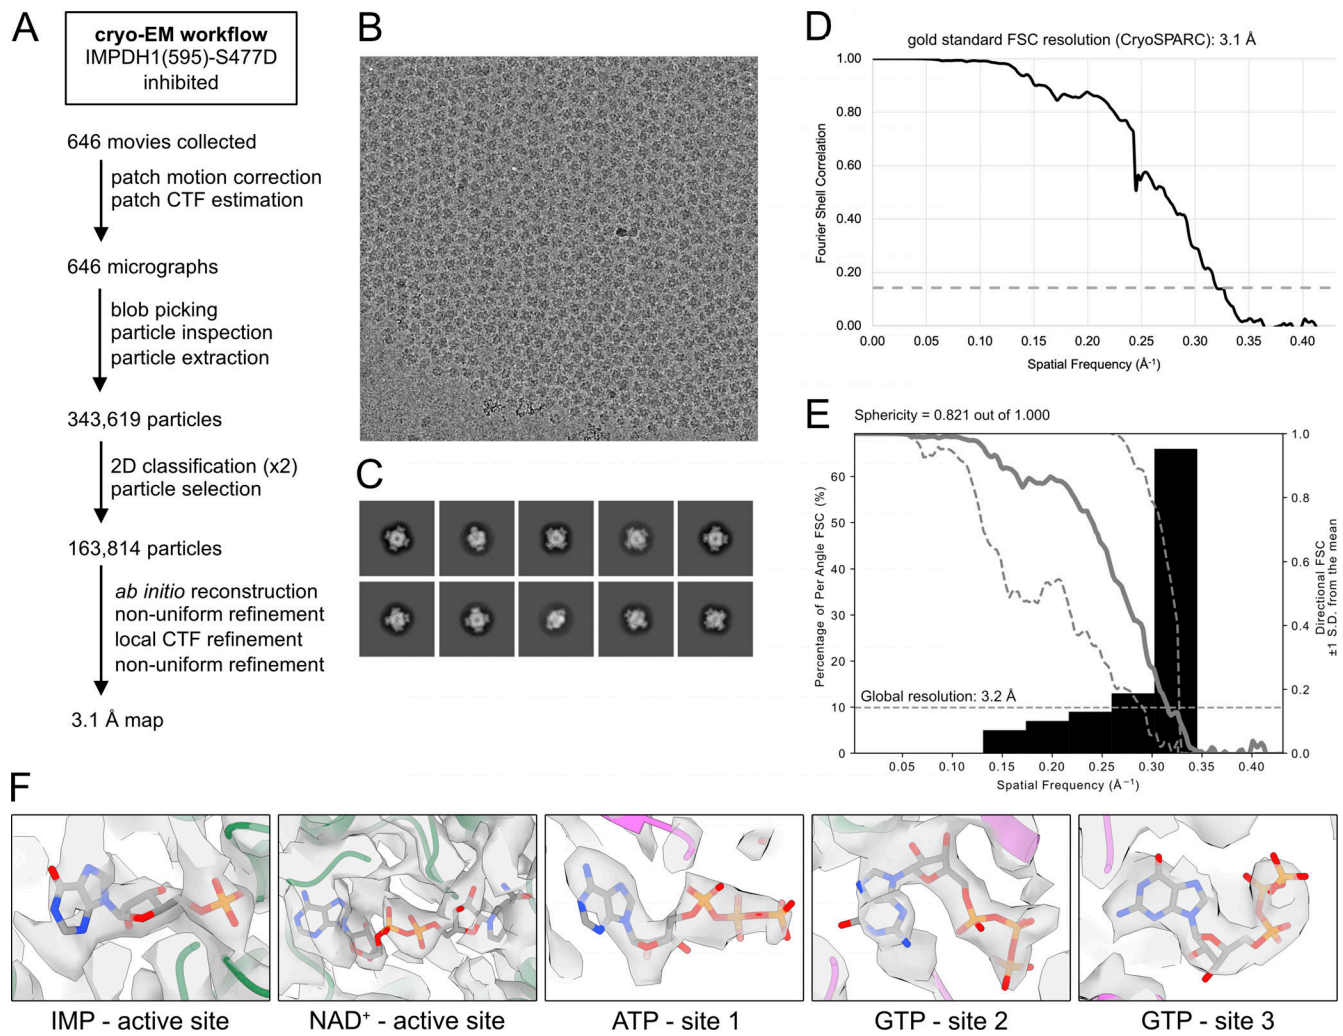 A
cryo-EM workflow
IMPDH1(595)-S477D
inhibited
646 movies collected
patch motion correction
patch CTF estimation
646 micrographs
blob picking
particle inspection
particle extraction
343,619 particles
2D classification (x2)
particle selection
163,814 particles
ab initio reconstruction
non-uniform refinement
local CTF refinement
non-uniform refinement
3.1 Å map
B
C
D
gold standard FSC resolution (CryoSPARC): 3.1 Å
Fourier Shell Correlation
1.00
0.80
0.60
0.40
0.20
0.00
0.00 0.05 0.10 0.15 0.20 0.25 0.30 0.35 0.40
Spatial Frequency (Å-1)
E
Sphericity = 0.821 out of 1.000
Percentage of Per Angle FSC (%)
60
50
40
30
20
10
0
Global resolution: 3.2 Å
1.0
0.8
0.6
0.4
0.2
0.0
Directional FSC
±1 S.D. from the mean
0.05 0.10 0.15 0.20 0.25 0.30 0.35 0.40
Spatial Frequency (Å−1)
F
IMP - active site
NAD+ - active site
ATP - site 1
GTP - site 2
GTP - site 3